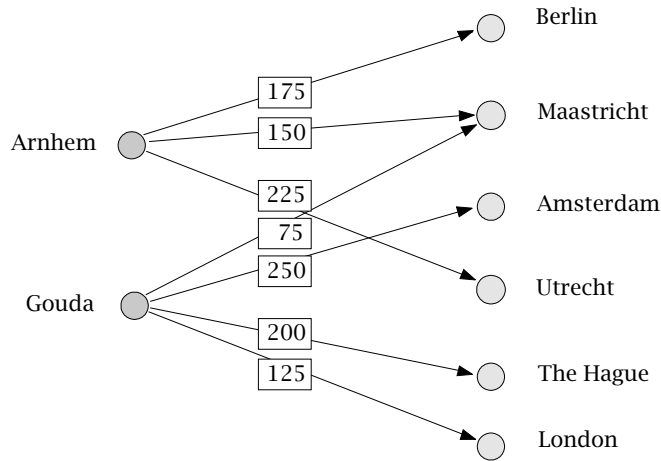 Berlin
175
Maastricht
150
Arnhem
225
Amsterdam
75
250
Utrecht
Gouda
200
The Hague
125
London